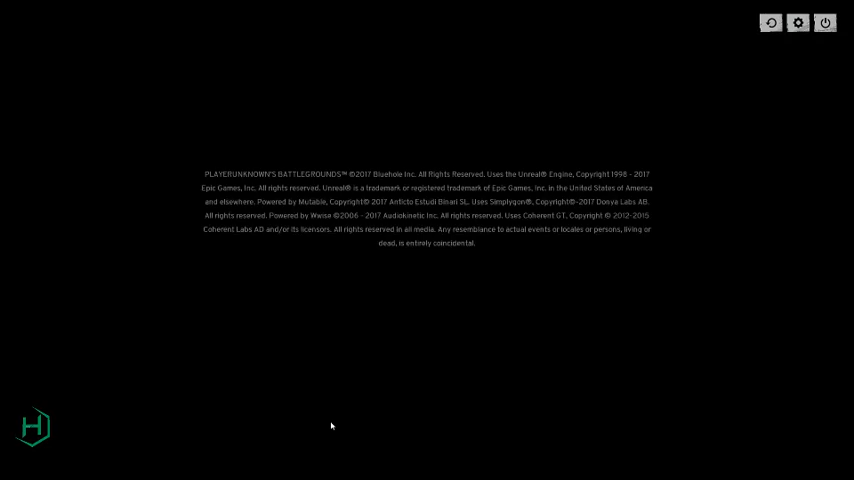 PLAYERUNKNOWN'S BATTLEGROUNDS™ ©2017 Bluehole Inc. All Rights Reserved. Uses the Unreal® Engine, Copyright 1998 - 2017
Epic Games, Inc. All rights reserved. Unreal® is a trademark or registered trademark of Epic Games, Inc. in the United States of America
and elsewhere. Powered by Mutable, Copyright© 2017 Anticto Estudi Binari SL. Uses Simplygon®, Copyright©-2017 Donya Labs AB.
All rights reserved. Powered by Wwise ©2006 - 2017 Audiokinetic Inc. All rights reserved. Uses Coherent GT, Copyright © 2012-2015
Coherent Labs AD and/or its licensors. All rights reserved in all media. Any resemblance to actual events or locales or persons, living or
dead, is entirely coincidental.
H